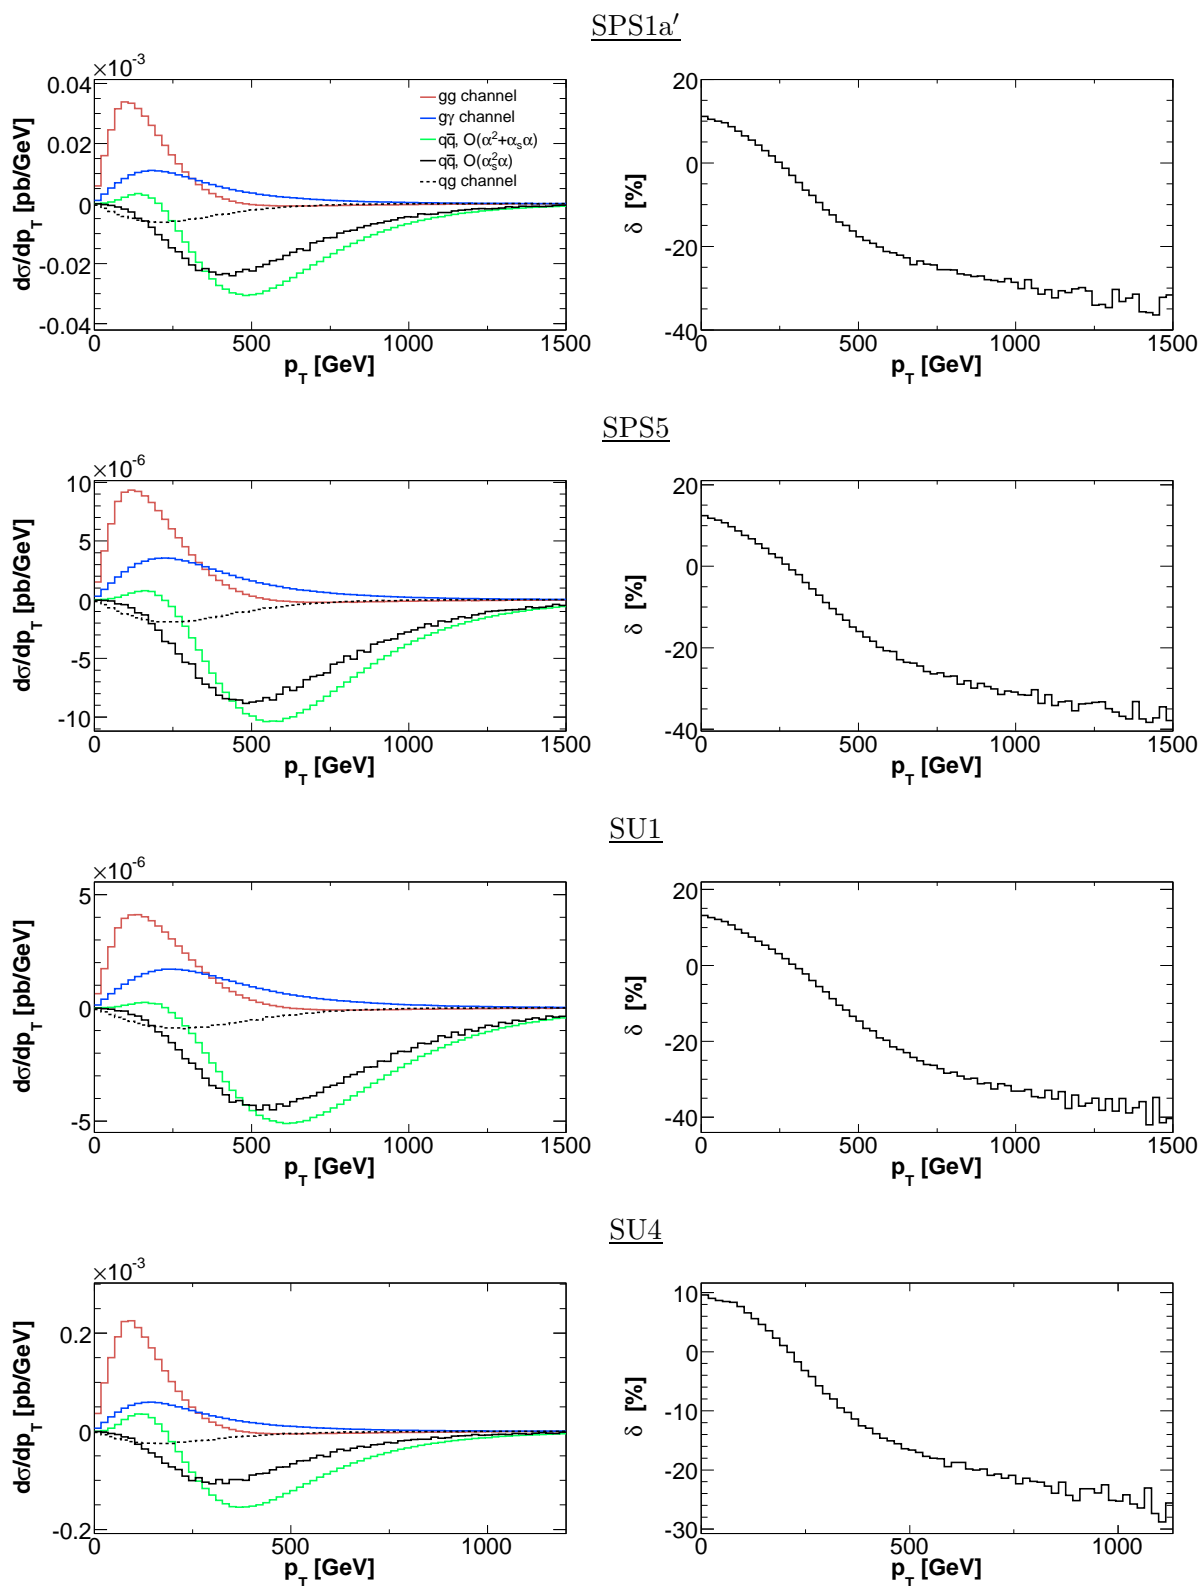 SPS1a′
×10⁻³
0.04
0.02
0
-0.02
-0.04
dσ/dp_T [pb/GeV]
gg channel
gγ channel
qq̅, O(α²+α_sα)
qq̅, O(α_s²α)
qg channel
0 500 1000 1500
p_T [GeV]
20
0
-20
-40
δ [%]
0 500 1000 1500
p_T [GeV]
SPS5
×10⁻⁶
10
5
0
-5
-10
dσ/dp_T [pb/GeV]
0 500 1000 1500
p_T [GeV]
20
0
-20
-40
δ [%]
0 500 1000 1500
p_T [GeV]
SU1
×10⁻⁶
5
0
-5
dσ/dp_T [pb/GeV]
0 500 1000 1500
p_T [GeV]
20
0
-20
-40
δ [%]
0 500 1000 1500
p_T [GeV]
SU4
×10⁻³
0.2
0
-0.2
dσ/dp_T [pb/GeV]
0 500 1000
p_T [GeV]
10
0
-10
-20
-30
δ [%]
0 500 1000
p_T [GeV]